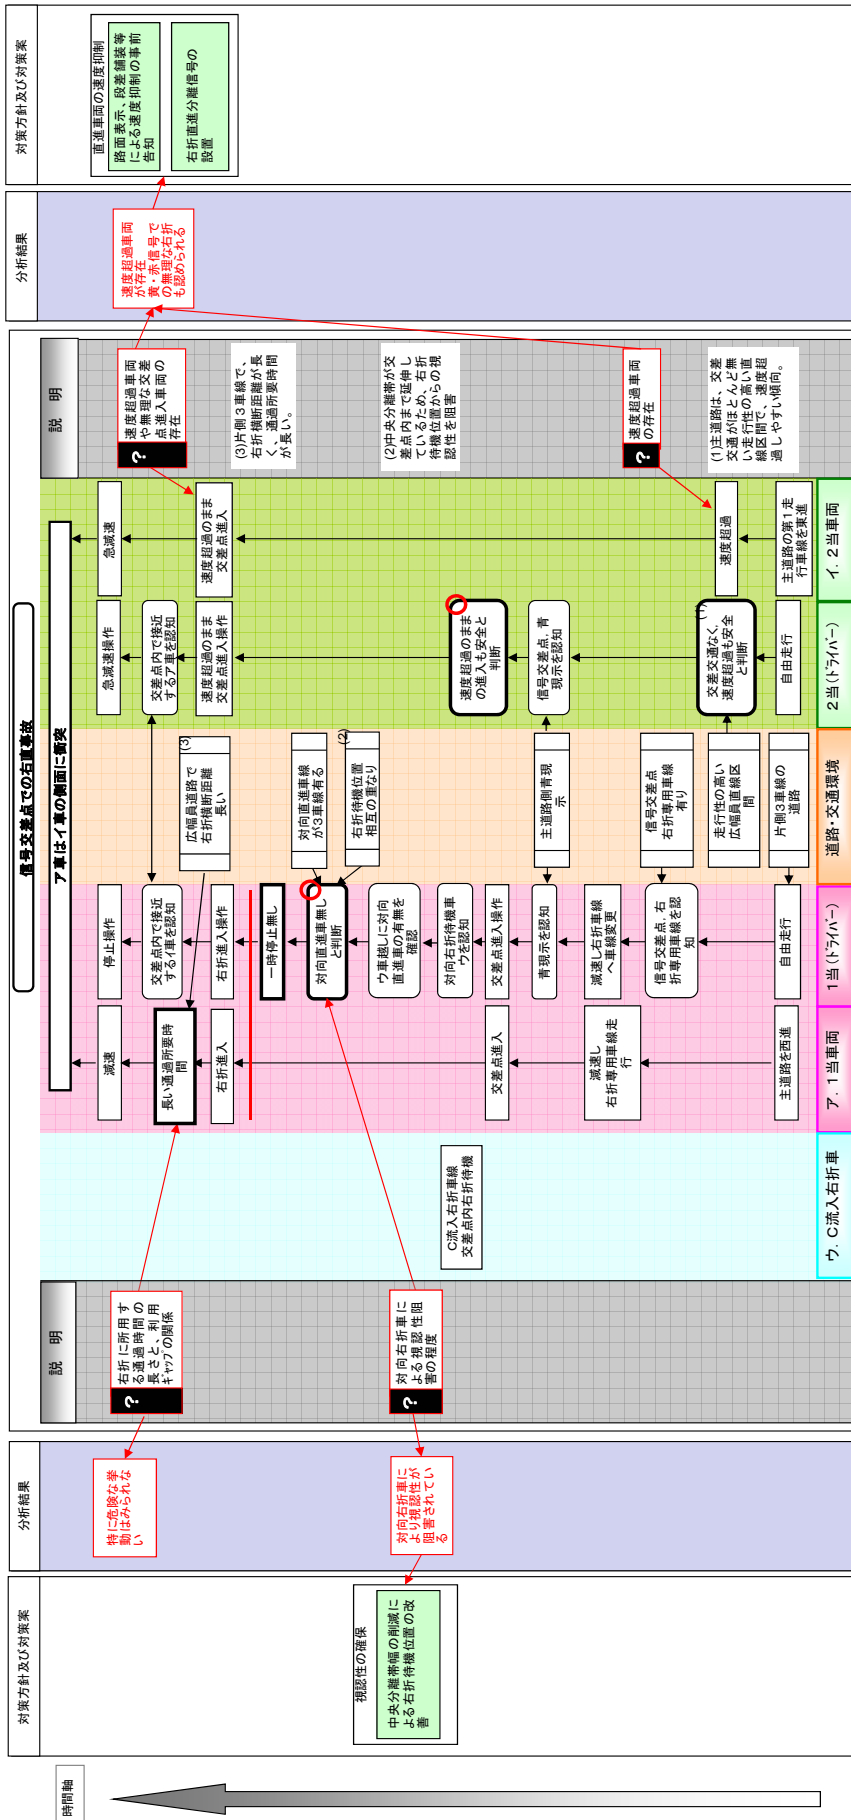 信号交差点での右直事故
ア車はイ車の側面に衝突
時間軸
対策方針及び対策案
視認性の確保
中央分離帯幅の削減に
よる右折待機位置の改
善
分析結果
特に危険な挙
動はみられな
い
対向右折車に
より視認性が
阻害されてい
る
説 明
?
右折に所用す
る通過時間の
長さと、利用
ギャップの関係
?
対向右折車に
よる視認性阻
害の程度
C流入右折車線
交差点内右折待機
ウ. C流入右折車
減速
長い通過所要時
間
右折進入
交差点進入
減速し
右折専用車線走
行
主道路を西進
ア. 1当車両
停止操作
交差点内で接近
するイ車を認知
右折進入操作
一時停止無し
対向直進車無し
と判断
ウ車越しに対向
直進車の有無を
確認
対向右折待機車
ウを認知
交差点進入操作
青現示を認知
減速し右折車線
へ車線変更
信号交差点、右
折専用車線を認
知
自由走行
1当(ドライバー)
(3)
広幅員道路で
右折横断距離
長い
対向直進車線
が3車線有る
(2)
右折待機位置
相互の重なり
主道路側青現
示
信号交差点
右折専用車線
有り
走行性の高い
広幅員直線区
間
片側3車線の
道路
道路・交通環境
急減速操作
交差点内で接近
するア車を認知
速度超過のまま
交差点進入操作
速度超過のまま
の進入も安全と
判断
信号交差点、青
現示を認知
(1)
交差交通なく、
速度超過も安全
と判断
自由走行
2当(ドライバー)
急減速
速度超過のまま
交差点進入
速度超過
主道路の第1走
行車線を東進
イ. 2当車両
説 明
?
速度超過車両
や無理な交差
点進入車両の
存在
(3)片側3車線で、
右折横断距離が長
く、通過所要時間
が長い。
(2)中央分離帯が交
差点内まで延伸し
ているため、右折
待機位置からの視
認性を阻害
?
速度超過車両
の存在
(1)主道路は、交差
交通がほとんど無
い走行性の高い直
線区間で、速度超
過しやすい傾向。
分析結果
速度超過車両
が存在
黄・赤信号で
の無理な右折
も認められる
対策方針及び対策案
直進車両の速度抑制
路面表示、段差舗装等
による速度抑制の事前
告知
右折直進分離信号の
設置